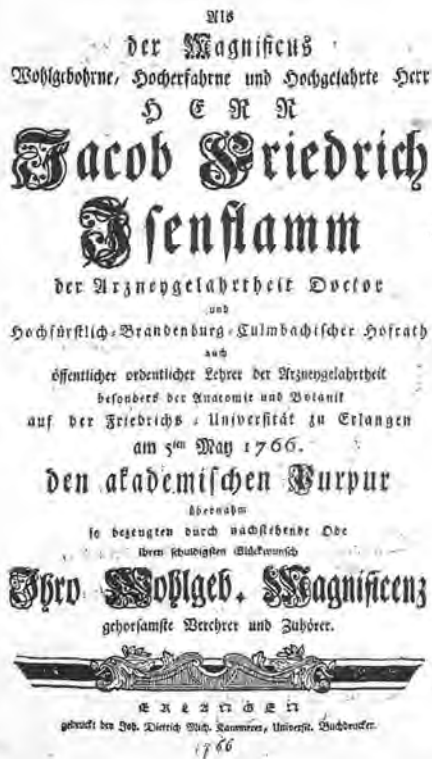 Als
der Magnificus
Wohlgebohrne, Hocherfahrne und Hochgelahrte Herr
HERR
Jacob Friedrich
Isenflamm
der Arzneygelahrtheit Doctor
und
Hochfürstlich-Brandenburg-Culmbachischer Hofrath
auch
öffentlicher ordentlicher Lehrer der Arzneygelahrtheit
besonders der Anatomie und Botanik
auf der Friedrichs-Universität zu Erlangen
am 5ten May 1766.
den akademischen Purpur
übernahm
so bezeugten durch nachstehende Ode
ihren schuldigsten Glückwunsch
Ihro Wohlgeb. Magnificenz
gehorsamste Verehrer und Zuhörer.
ERLANGEN
gedruckt bey Joh. Dietrich Mich. Kammerer, Universit. Buchdrucker.
1766